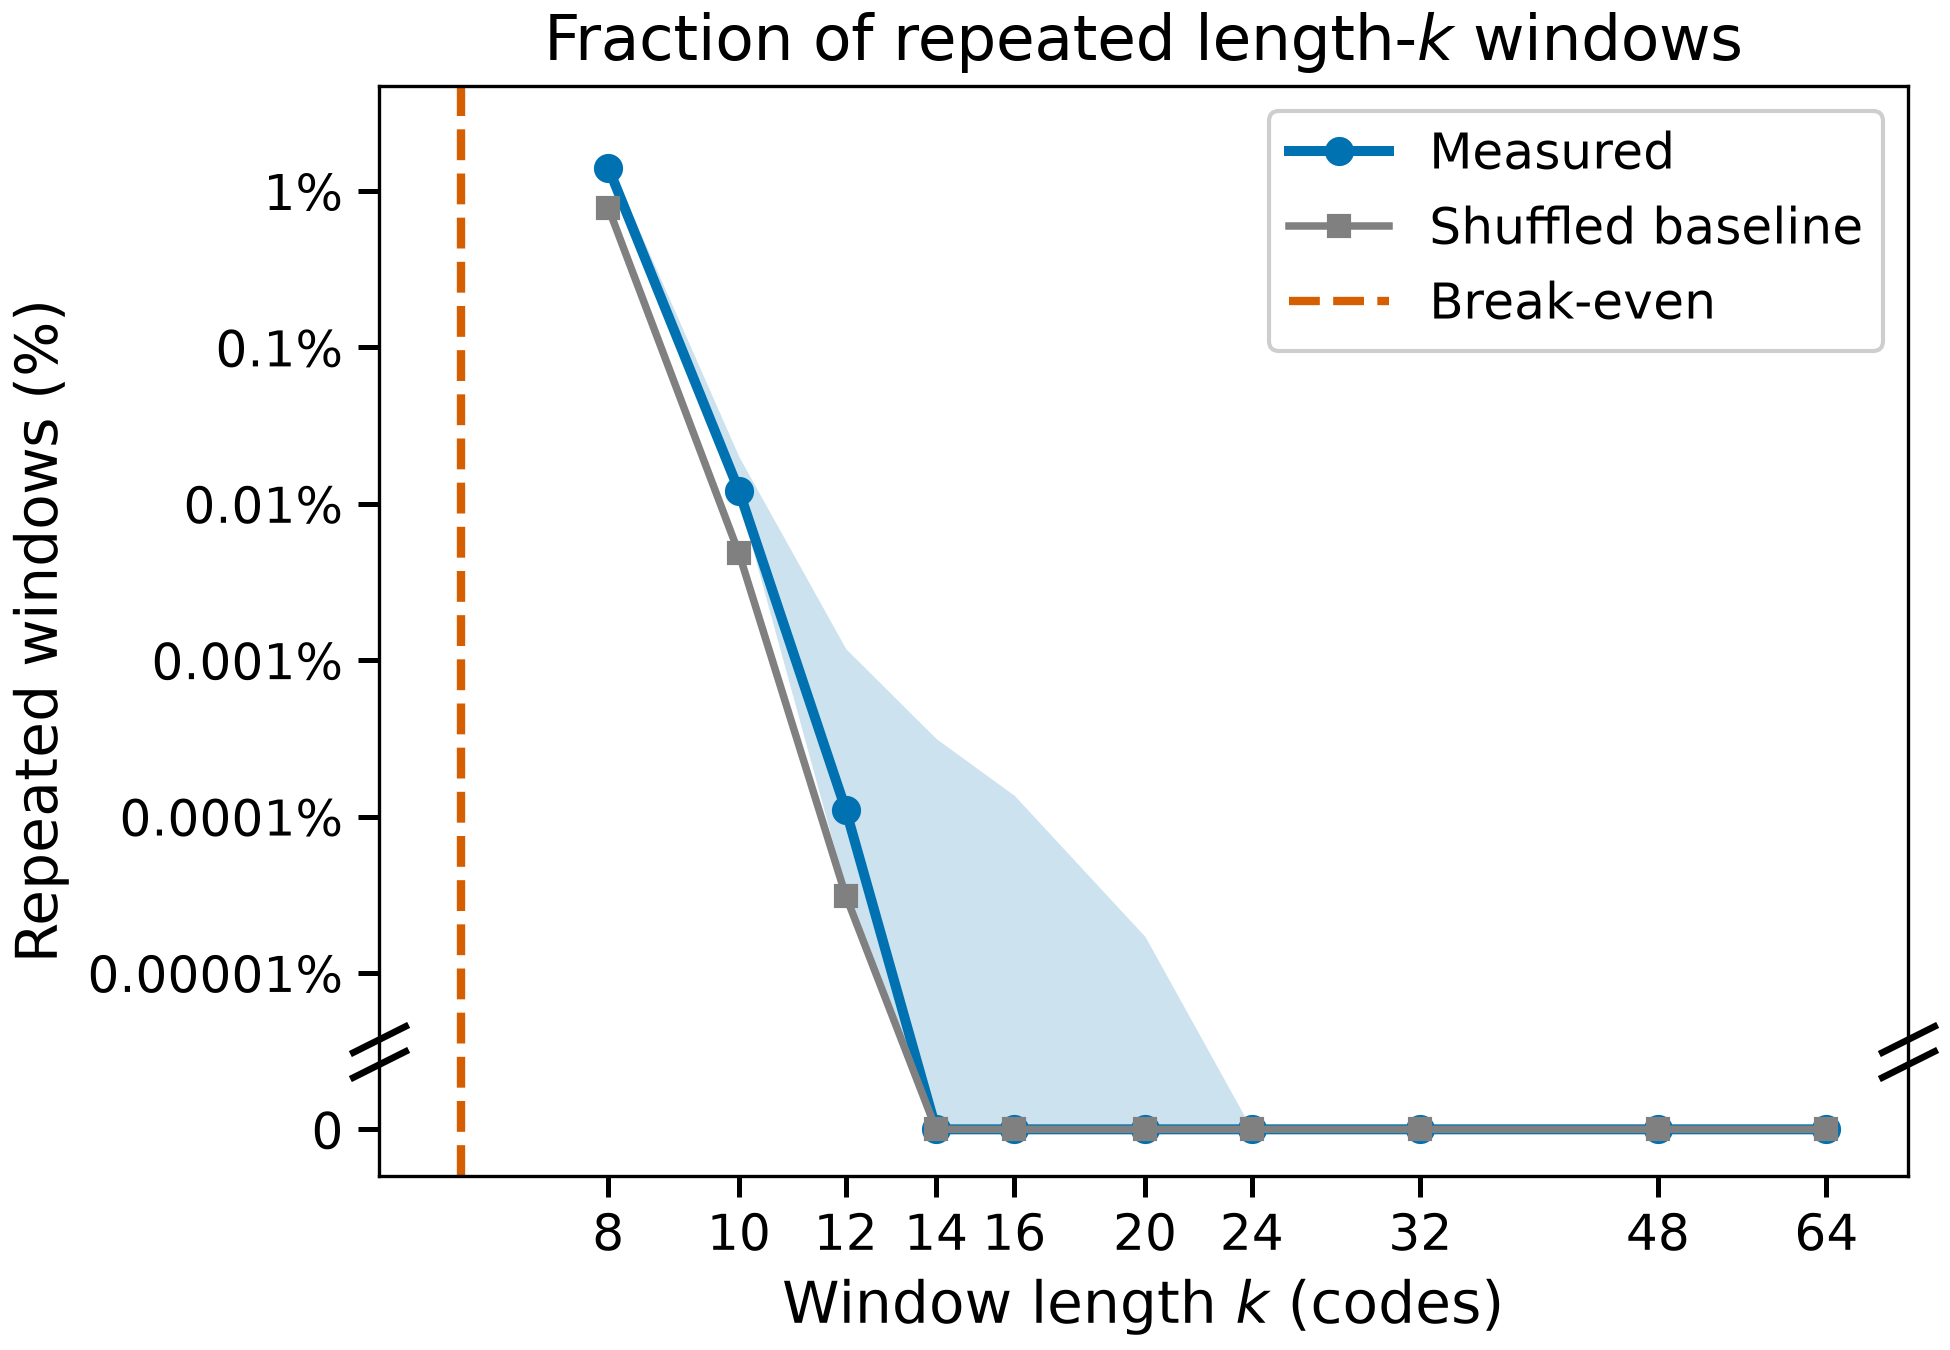 Fraction of repeated length-k windows
Measured
Shuffled baseline
Break-even
Repeated windows (%)
1%
0.1%
0.01%
0.001%
0.0001%
0.00001%
0
8 10 12 14 16 20 24 32 48 64
Window length k (codes)